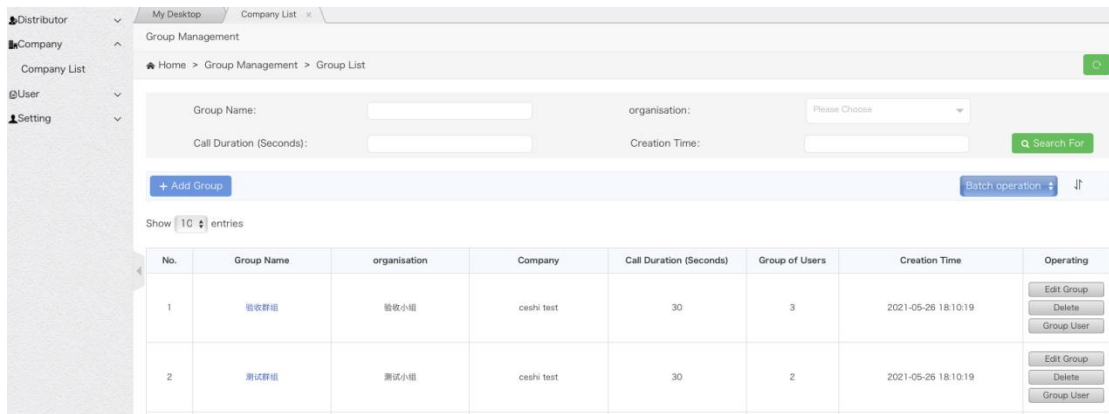 Distributor
Company
Company List
User
Setting
My Desktop Company List ×
Group Management
Home > Group Management > Group List
Group Name: organisation: Please Choose
Call Duration (Seconds): Creation Time: Search For
+ Add Group Batch operation
Show 10 entries
No. Group Name organisation Company Call Duration (Seconds) Group of Users Creation Time Operating
1 验收群组 验收小组 ceshi test 30 3 2021-05-26 18:10:19 Edit Group
Delete
Group User
2 测试群组 测试小组 ceshi test 30 2 2021-05-26 18:10:19 Edit Group
Delete
Group User